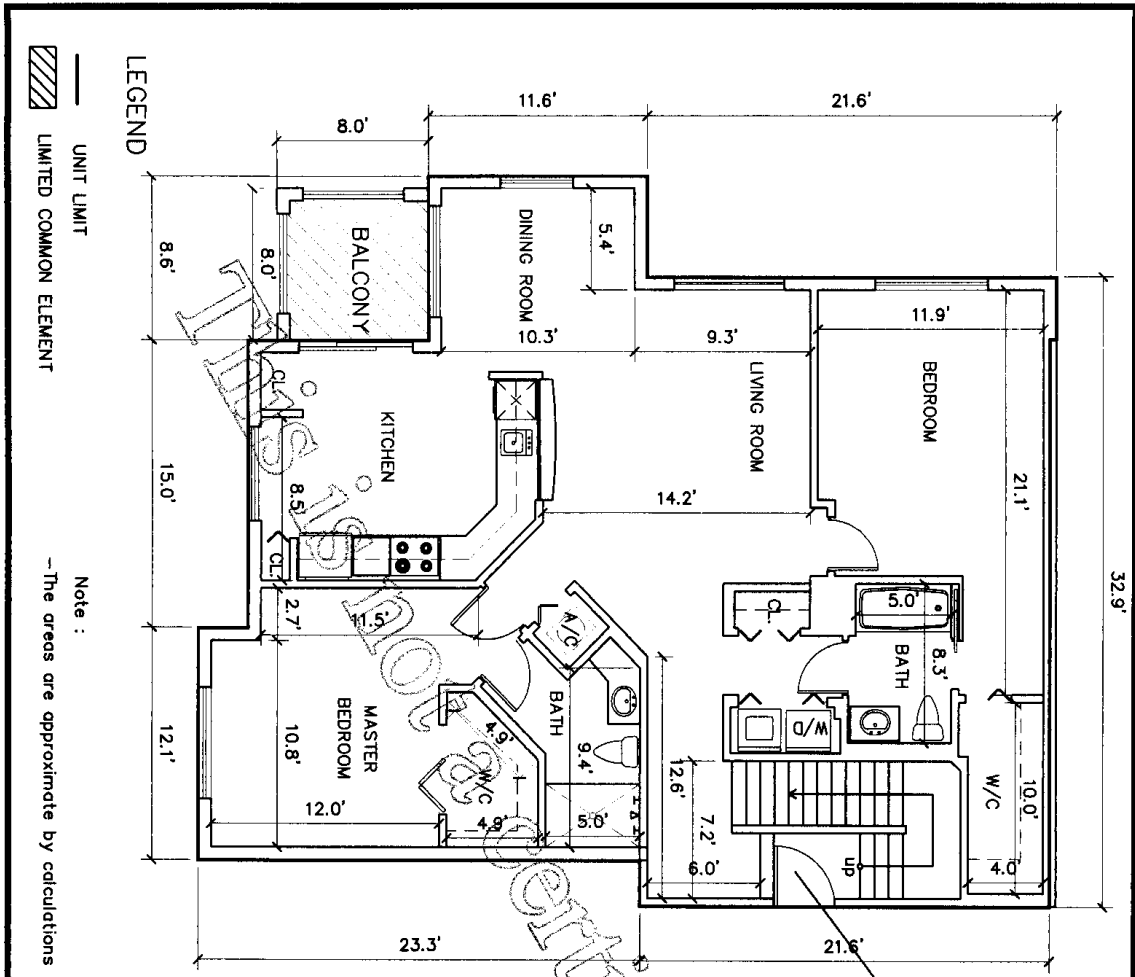 11.6'
21.6'
8.0'
LEGEND
UNIT LIMIT
LIMITED COMMON ELEMENT
8.6'
8.0'
BALCONY
DINING ROOM
5.4'
11.9'
BEDROOM
10.3'
9.3'
LIVING ROOM
CL.
KITCHEN
21.1'
15.0'
8.5'
14.2'
32.9'
CL.
Note :
-The areas are approximate by calculations
2.7'
11.5'
A/C
CL
5.0'
8.3'
BATH
BATH
MASTER
BEDROOM
4.9'
W/C
9.4'
W/D
10.8'
12.1'
12.0'
4.9'
5.0'
12.6'
7.2'
6.0'
up
W/C
10.0'
4.0'
23.3'
21.6'
This is not a Certi